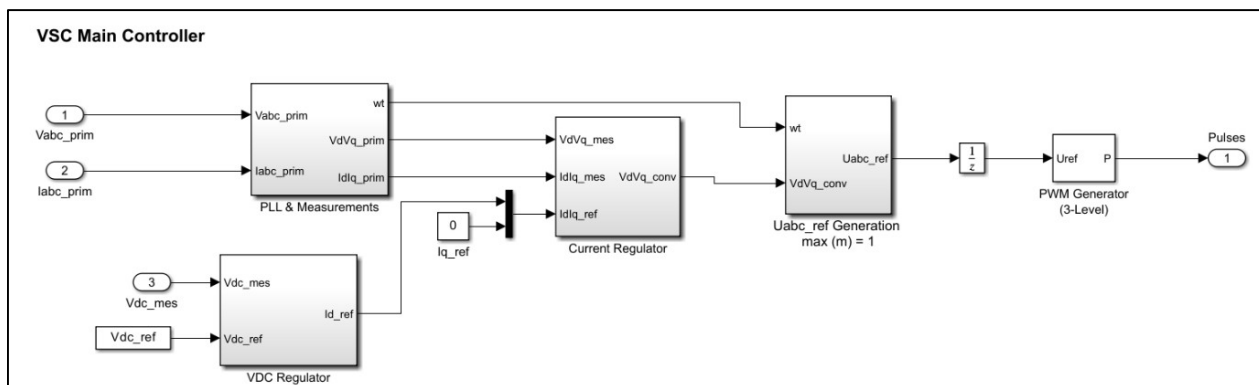 VSC Main Controller
1
Vabc_prim
2
Iabc_prim
Vabc_prim
Iabc_prim
wt
VdVq_prim
IdIq_prim
PLL & Measurements
0
Iq_ref
3
Vdc_mes
Vdc_ref
Vdc_mes
Vdc_ref
Id_ref
VDC Regulator
VdVq_mes
IdIq_mes
IdIq_ref
VdVq_conv
Current Regulator
wt
VdVq_conv
Uabc_ref
Uabc_ref Generation
max (m) = 1
1
z
Uref
P
PWM Generator
(3-Level)
Pulses
1